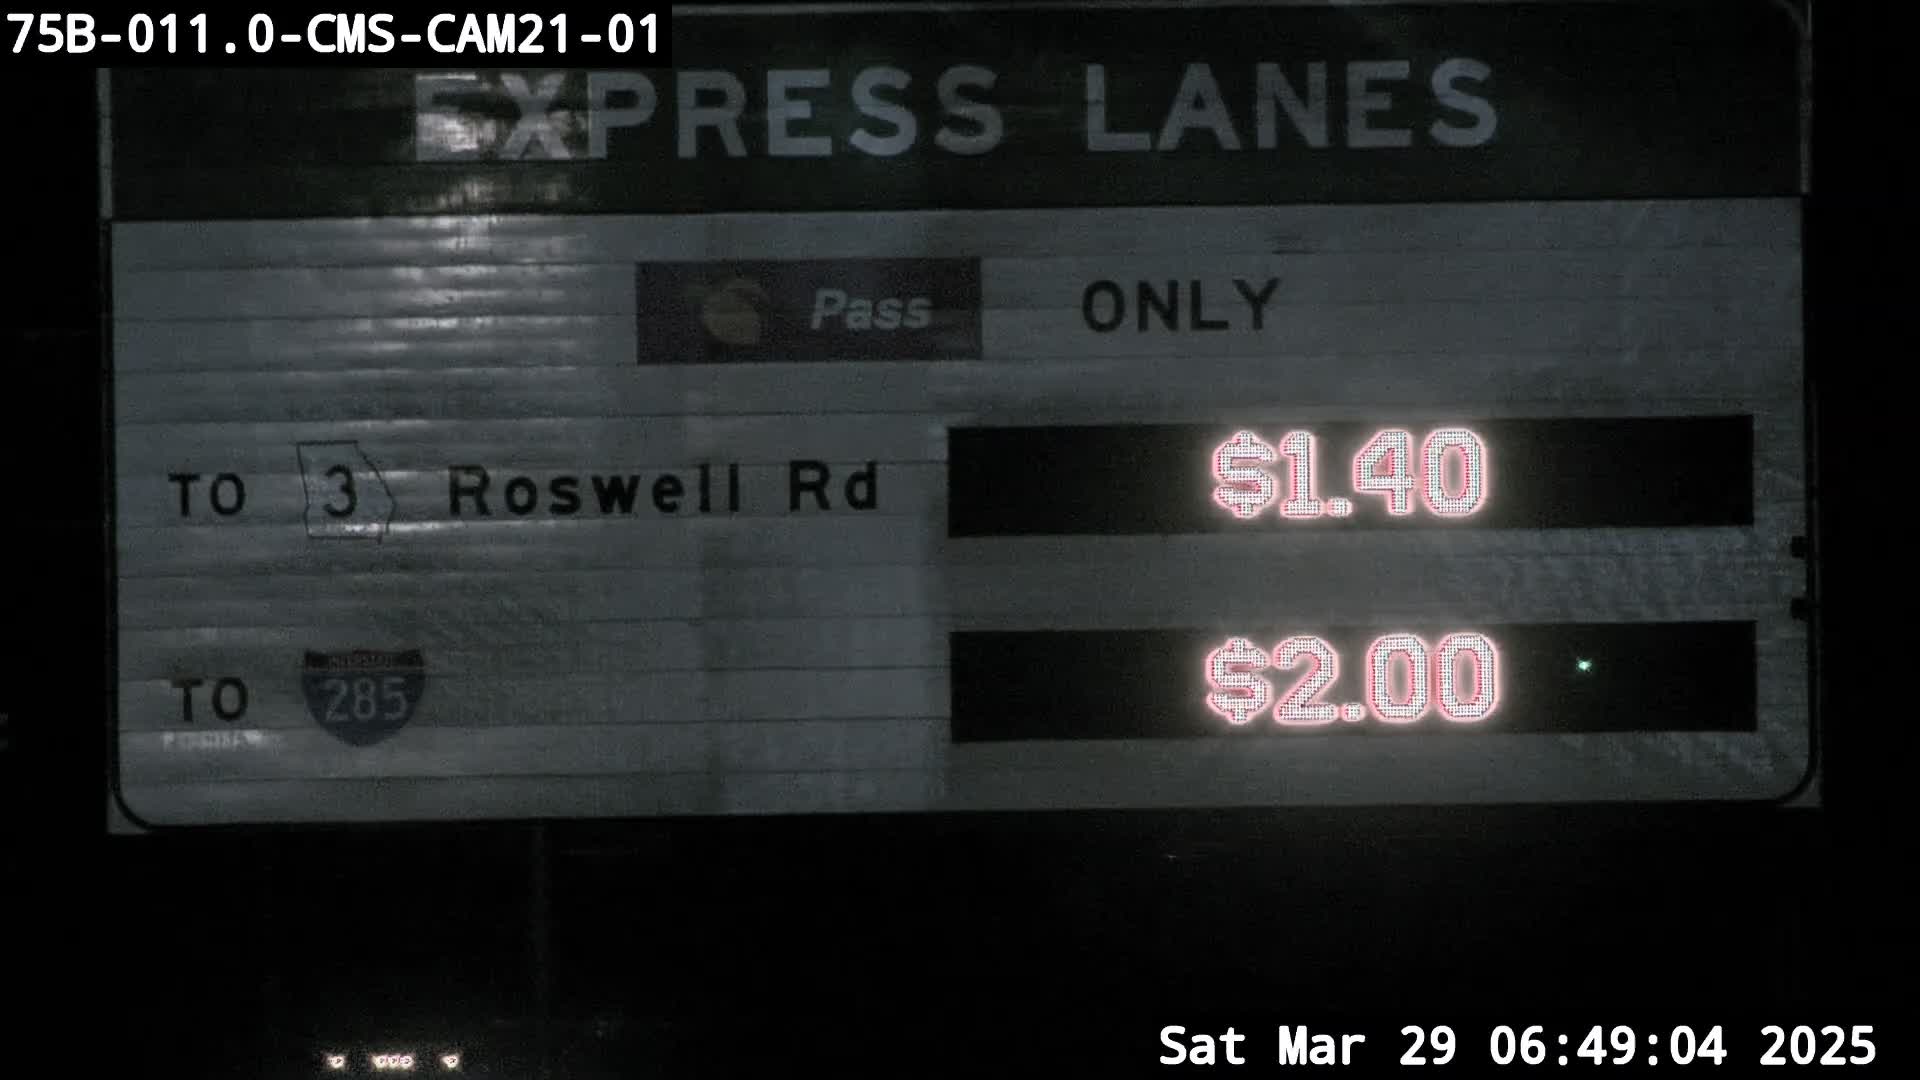 75B-011.0-CMS-CAM21-01
EXPRESS LANES
Pass ONLY
TO 3 Roswell Rd $1.40
INTERSTATE
TO 285 $2.00
Sat Mar 29 06:49:04 2025